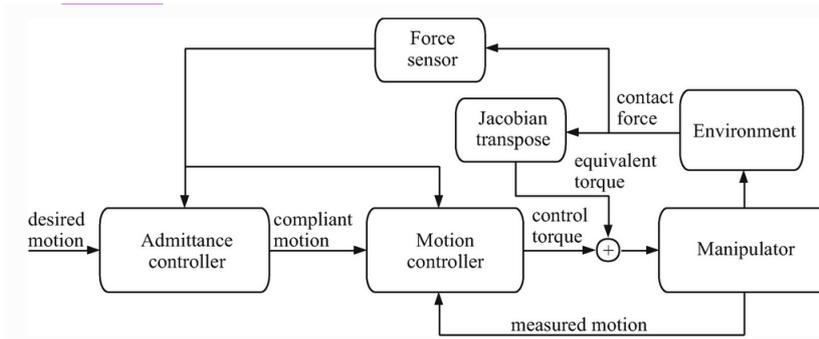 Force
sensor
Jacobian
transpose
contact
force
Environment
equivalent
torque
desired
motion
Admittance
controller
compliant
motion
Motion
controller
control
torque
+
Manipulator
measured motion